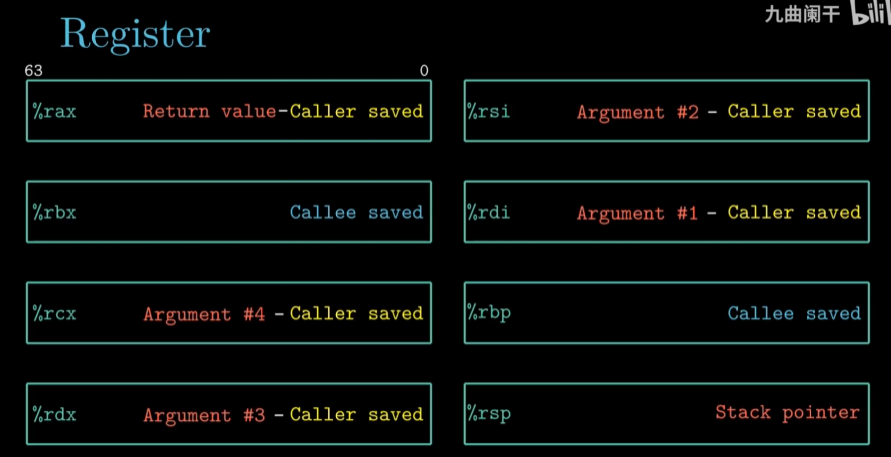 九曲阑干 bili
Register
63 0
%rax Return value-Caller saved
%rsi Argument #2 - Caller saved
%rbx Callee saved
%rdi Argument #1 - Caller saved
%rcx Argument #4 - Caller saved
%rbp Callee saved
%rdx Argument #3 - Caller saved
%rsp Stack pointer